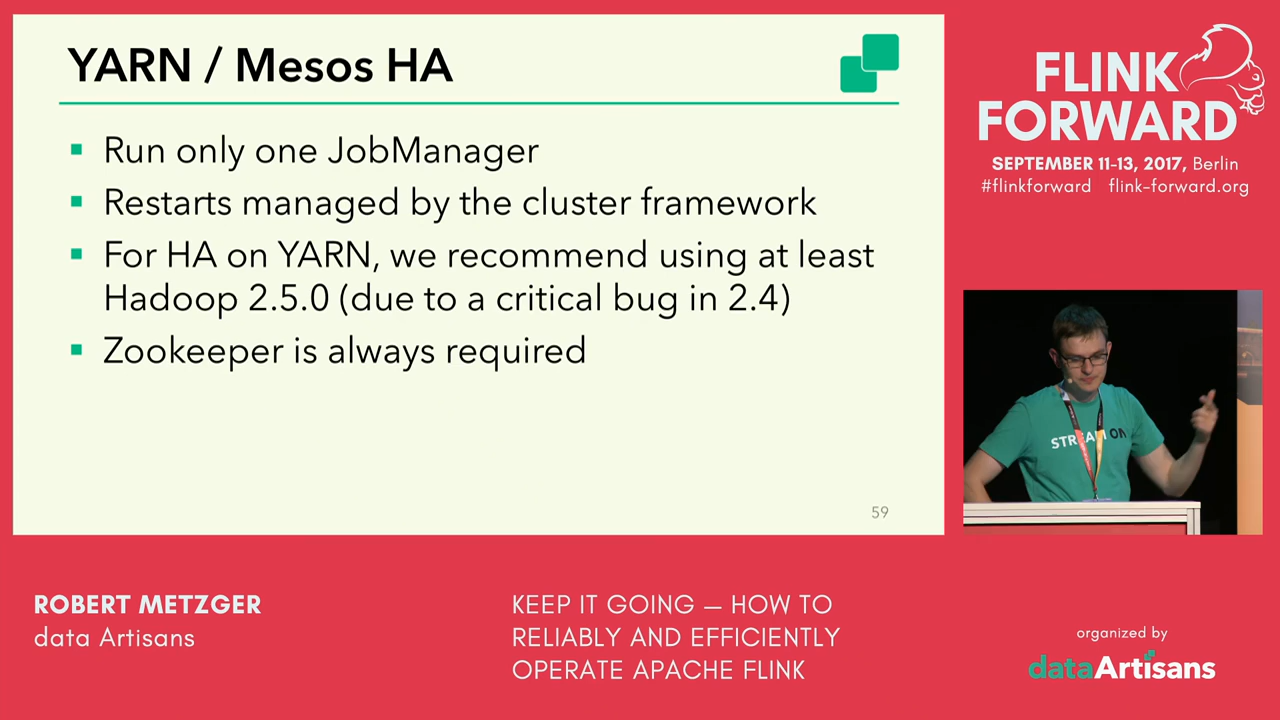 YARN / Mesos HA
Run only one JobManager
Restarts managed by the cluster framework
For HA on YARN, we recommend using at least
Hadoop 2.5.0 (due to a critical bug in 2.4)
Zookeeper is always required
59
FLINK
FORWARD
SEPTEMBER 11-13, 2017, Berlin
#flinkforward flink-forward.org
STREAM ON
ROBERT METZGER
data Artisans
KEEP IT GOING — HOW TO
RELIABLY AND EFFICIENTLY
OPERATE APACHE FLINK
organized by
dataArtisans